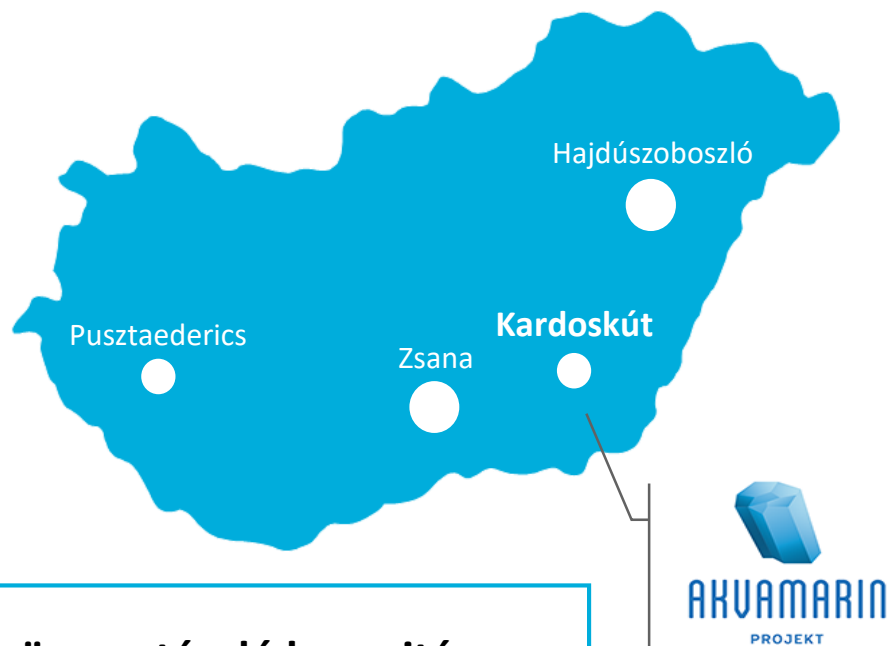 Hajdúszoboszló
Kardoskút
Pusztaederics
Zsana
AKVAMARIN
PROJEKT